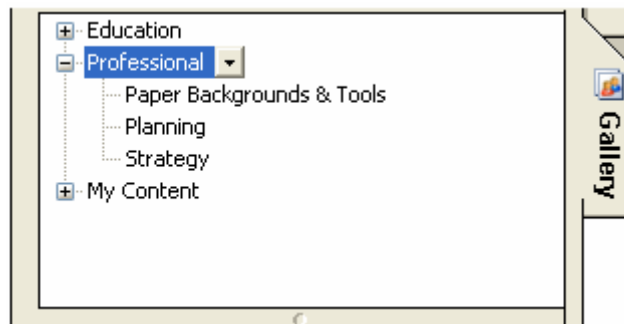 Education
Professional
Paper Backgrounds & Tools
Planning
Strategy
My Content
Gallery